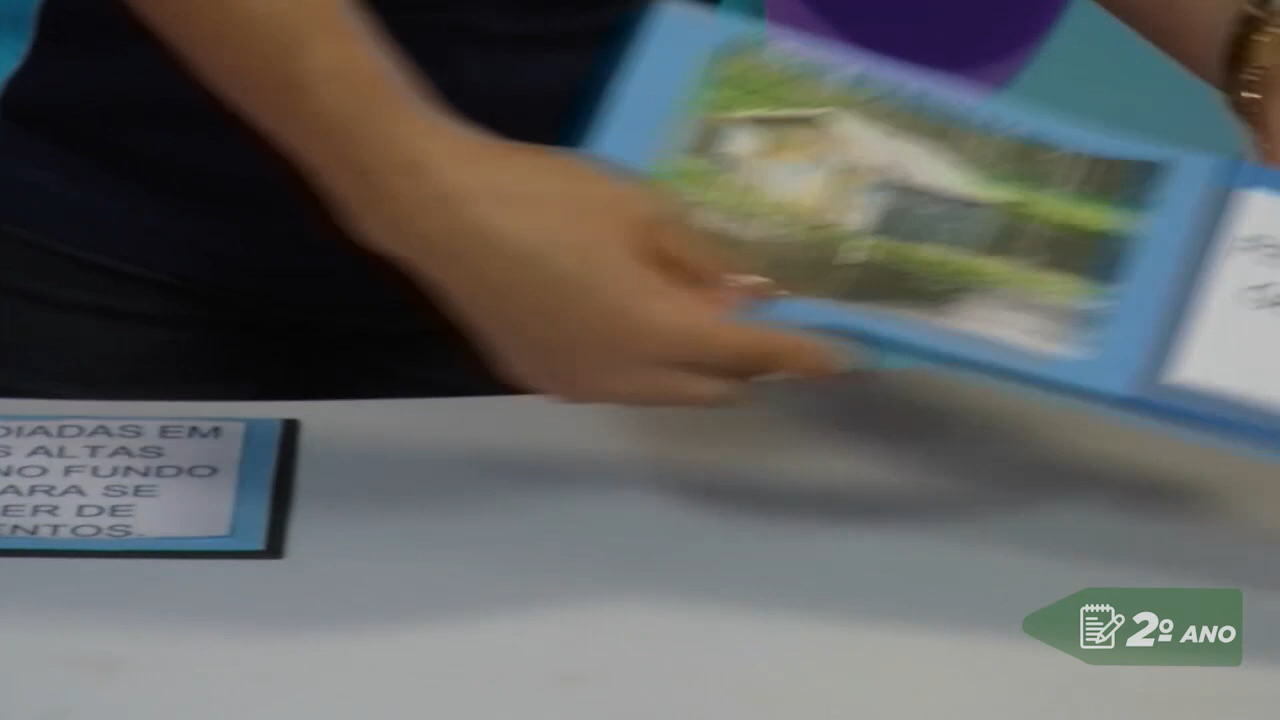 DIADAS EM
S ALTAS
NO FUNDO
ARA SE
ER DE
ENTOS.
2º ANO